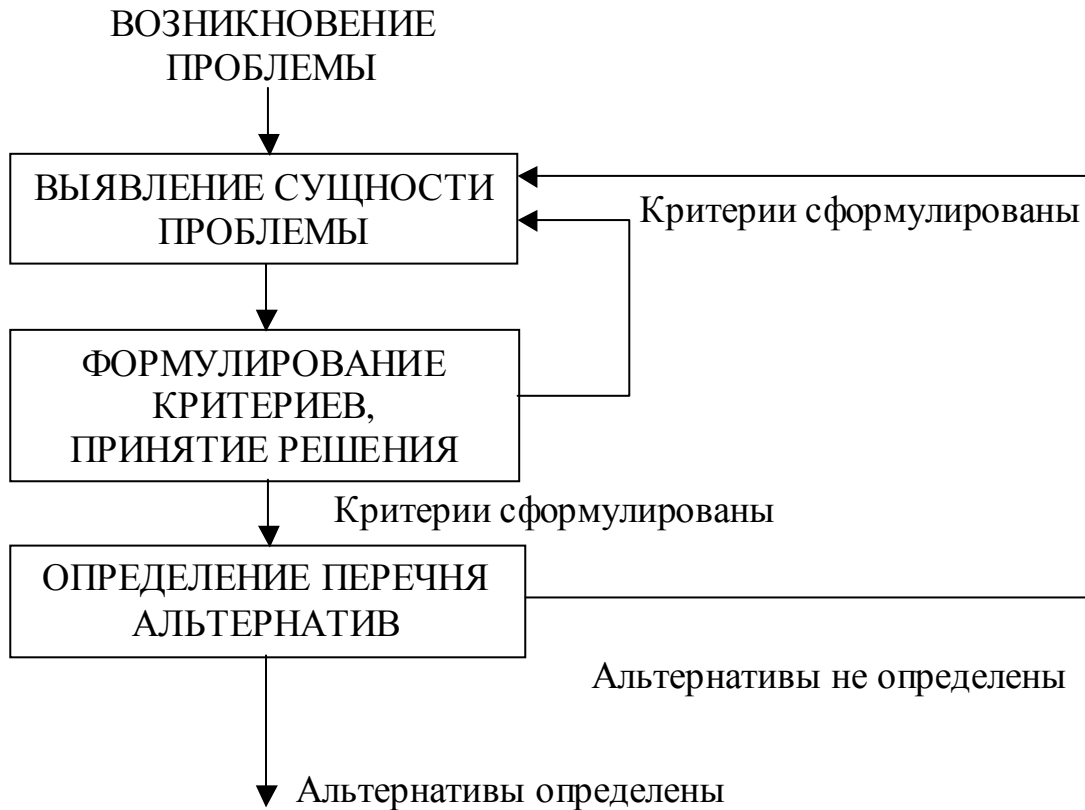 ВОЗНИКНОВЕНИЕ
ПРОБЛЕМЫ
ВЫЯВЛЕНИЕ СУЩНОСТИ
ПРОБЛЕМЫ
Критерии сформулированы
ФОРМУЛИРОВАНИЕ
КРИТЕРИЕВ,
ПРИНЯТИЕ РЕШЕНИЯ
Критерии сформулированы
ОПРЕДЕЛЕНИЕ ПЕРЕЧНЯ
АЛЬТЕРНАТИВ
Альтернативы не определены
Альтернативы определены